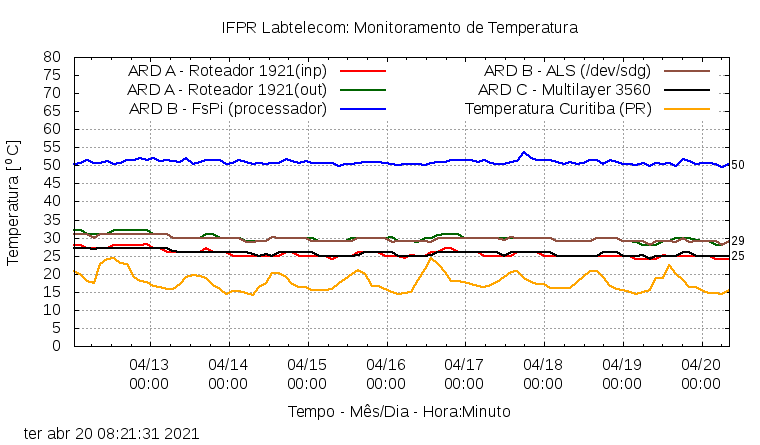 IFPR Labtelecom: Monitoramento de Temperatura
80
75
70
65
60
55
50
45
40
35
30
25
20
15
10
5
0
Temperatura [ºC]
ARD A - Roteador 1921(inp)
ARD A - Roteador 1921(out)
ARD B - FsPi (processador)
ARD B - ALS (/dev/sdg)
ARD C - Multilayer 3560
Temperatura Curitiba (PR)
50
29
25
04/13 04/14 04/15 04/16 04/17 04/18 04/19 04/20
00:00 00:00 00:00 00:00 00:00 00:00 00:00 00:00
Tempo - Mês/Dia - Hora:Minuto
ter abr 20 08:21:31 2021